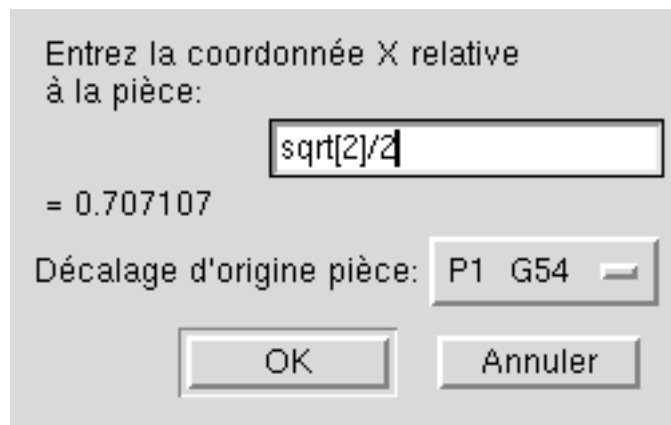 Entrez la coordonnée X relative
à la pièce:
sqrt[2]/2
= 0.707107
Décalage d'origine pièce: P1 G54
OK Annuler